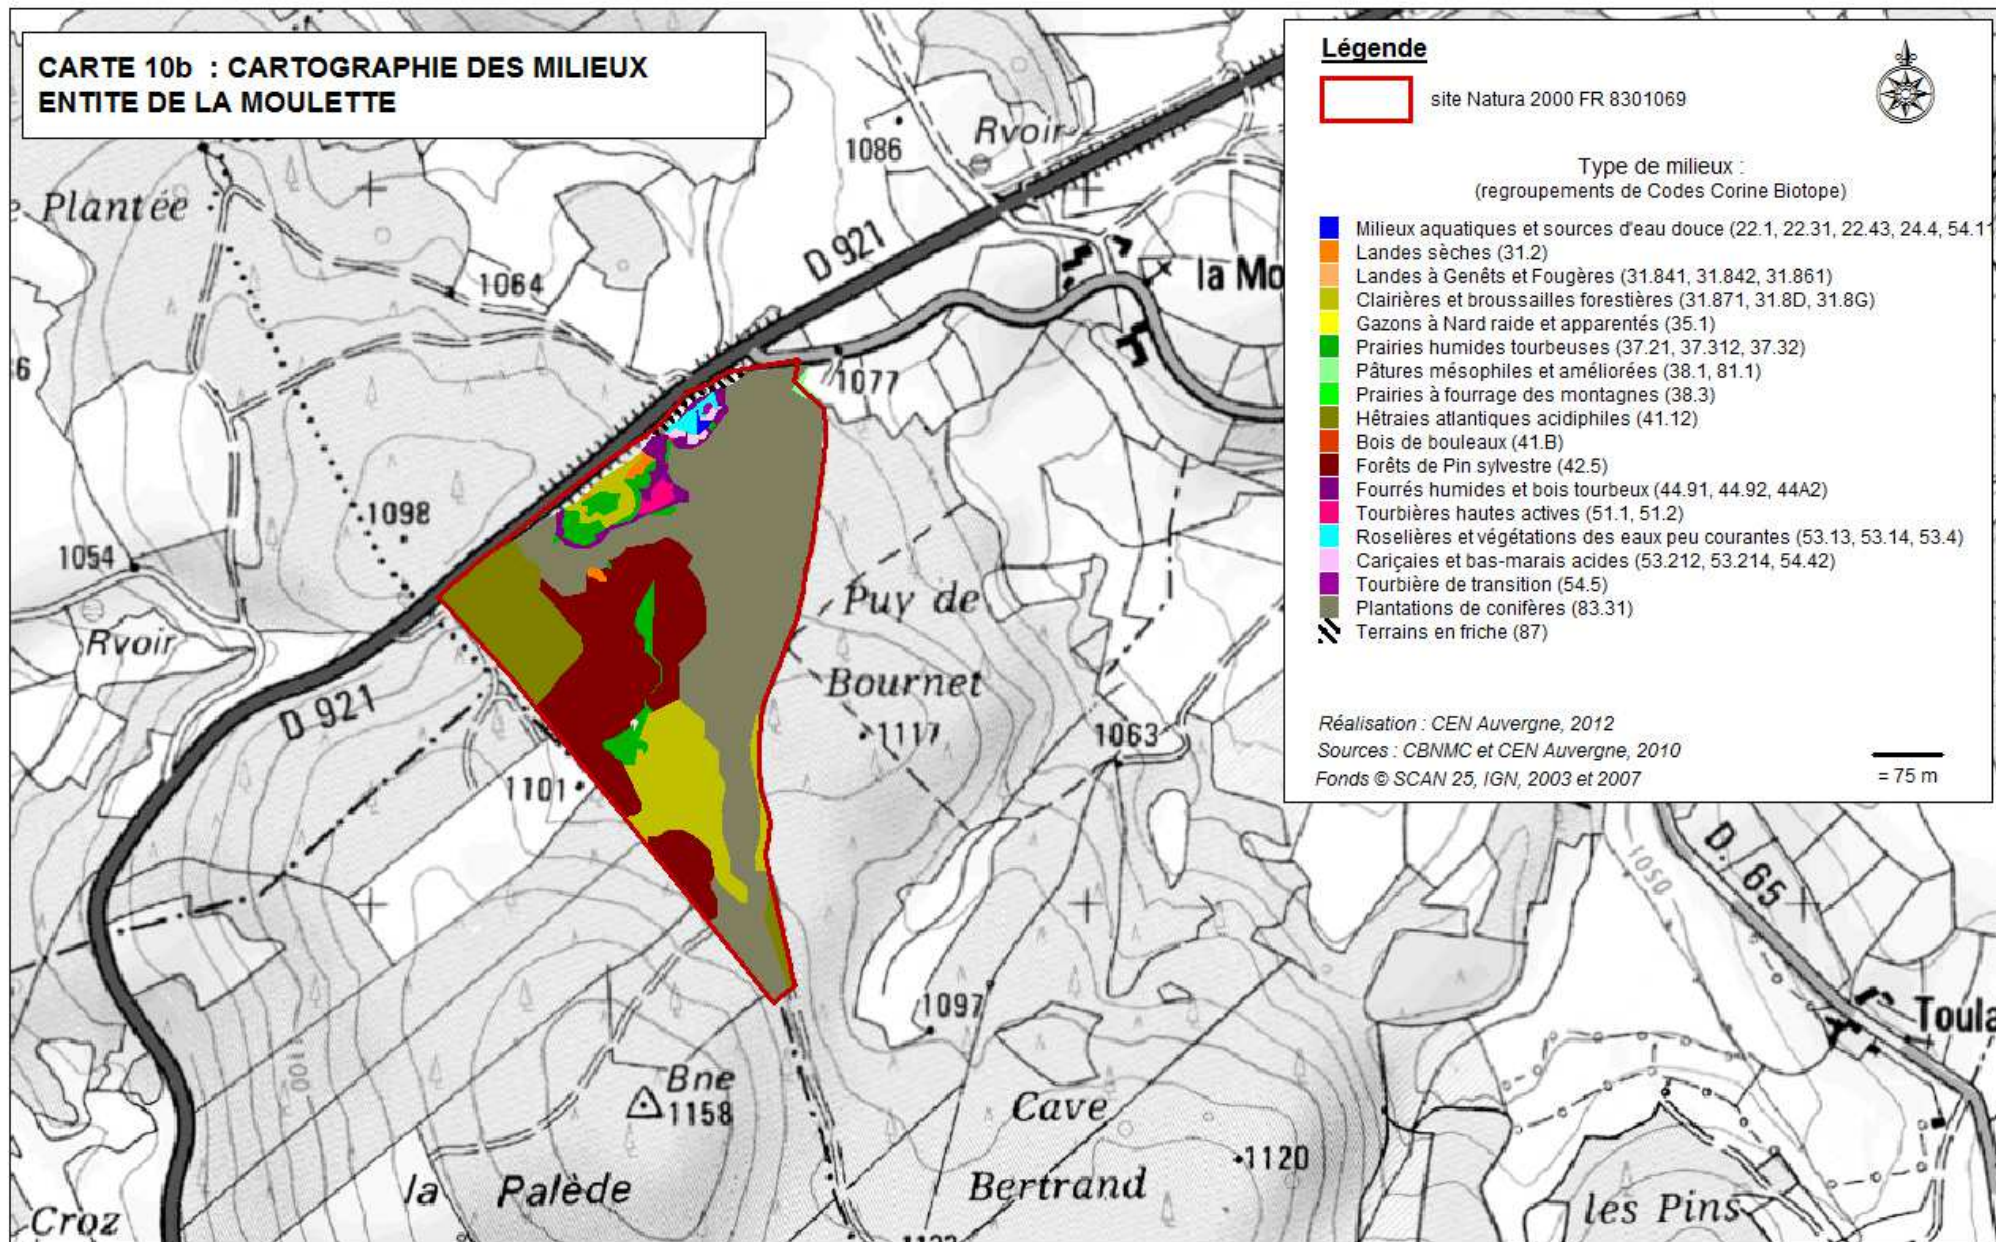 CARTE 10b : CARTOGRAPHIE DES MILIEUX
ENTITE DE LA MOULETTE
Légende
site Natura 2000 FR 8301069
Type de milieux :
(regroupements de Codes Corine Biotope)
Milieux aquatiques et sources d'eau douce (22.1, 22.31, 22.43, 24.4, 54.11
Landes sèches (31.2)
Landes à Genêts et Fougères (31.841, 31.842, 31.861)
Clairières et broussailles forestières (31.871, 31.8D, 31.8G)
Gazons à Nard raide et apparentés (35.1)
Prairies humides tourbeuses (37.21, 37.312, 37.32)
Pâtures mésophiles et améliorées (38.1, 81.1)
Prairies à fourrage des montagnes (38.3)
Hêtraies atlantiques acidiphiles (41.12)
Bois de bouleaux (41.B)
Forêts de Pin sylvestre (42.5)
Fourrés humides et bois tourbeux (44.91, 44.92, 44A2)
Tourbières hautes actives (51.1, 51.2)
Roselières et végétations des eaux peu courantes (53.13, 53.14, 53.4)
Cariçaies et bas-marais acides (53.212, 53.214, 54.42)
Tourbière de transition (54.5)
Plantations de conifères (83.31)
Terrains en friche (87)
Réalisation : CEN Auvergne, 2012
Sources : CBNMC et CEN Auvergne, 2010
Fonds © SCAN 25, IGN, 2003 et 2007
= 75 m
1086
Rvoir
e Plantée
D 921
1064
la Mo
6
1077
1098
1054
Puy de
Rvoir
Bournet
D 921
1117
1063
1101
D. 65
1050
1097
Toula
1100
Bne
1158
Cave
1120
la Palède
Bertrand
les Pins
Croz